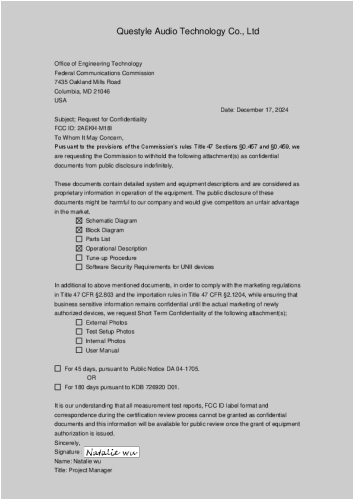 Questyle Audio Technology Co., Ltd
Office of Engineering Technology
Federal Communications Commission
7435 Oakland Mills Road
Columbia, MD 21046
USA
Date: December 17, 2024
Subject: Request for Confidentiality
FCC ID: 2AEKH-M18I
To Whom It May Concern,
Pursuant to the provisions of the Commission's rules Title 47 Sections §0.457 and §0.459, we
are requesting the Commission to withhold the following attachment(s) as confidential
documents from public disclosure indefinitely.
These documents contain detailed system and equipment descriptions and are considered as
proprietary information in operation of the equipment. The public disclosure of these
documents might be harmful to our company and would give competitors an unfair advantage
in the market.
☒ Schematic Diagram
☒ Block Diagram
☐ Parts List
☒ Operational Description
☐ Tune-up Procedure
☐ Software Security Requirements for UNII devices
In additional to above mentioned documents, in order to comply with the marketing regulations
in Title 47 CFR §2.803 and the importation rules in Title 47 CFR §2.1204, while ensuring that
business sensitive information remains confidential until the actual marketing of newly
authorized devices, we request Short Term Confidentiality of the following attachment(s);
☐ External Photos
☐ Test Setup Photos
☐ Internal Photos
☐ User Manual
☐ For 45 days, pursuant to Public Notice DA 04-1705.
OR
☐ For 180 days pursuant to KDB 726920 D01.
It is our understanding that all measurement test reports, FCC ID label format and
correspondence during the certification review process cannot be granted as confidential
documents and this information will be available for public review once the grant of equipment
authorization is issued.
Sincerely,
Signature: Natalie wu
Name: Natalie wu
Title: Project Manager